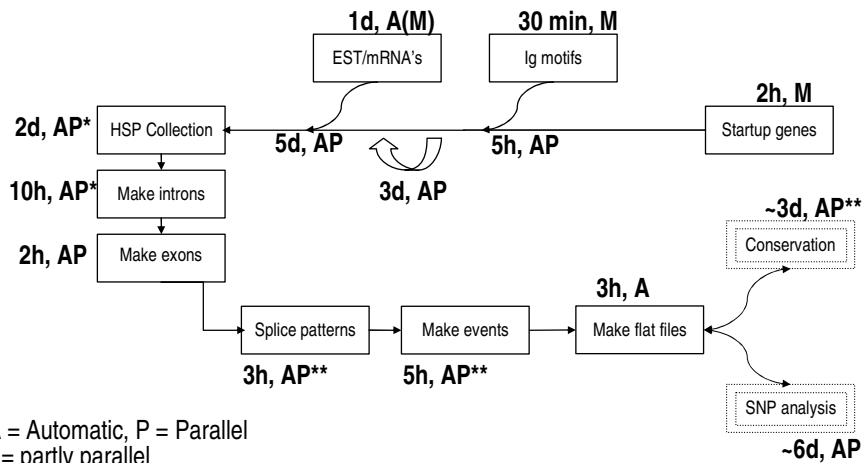 1d, A(M)
30 min, M
EST/mRNA's
Ig motifs
2h, M
2d, AP*
HSP Collection
Startup genes
5d, AP
5h, AP
3d, AP
10h, AP*
Make introns
~3d, AP**
2h, AP
Make exons
Conservation
3h, A
Splice patterns
Make events
Make flat files
3h, AP**
5h, AP**
SNP analysis
= Automatic, P = Parallel
= partly parallel
~6d, AP